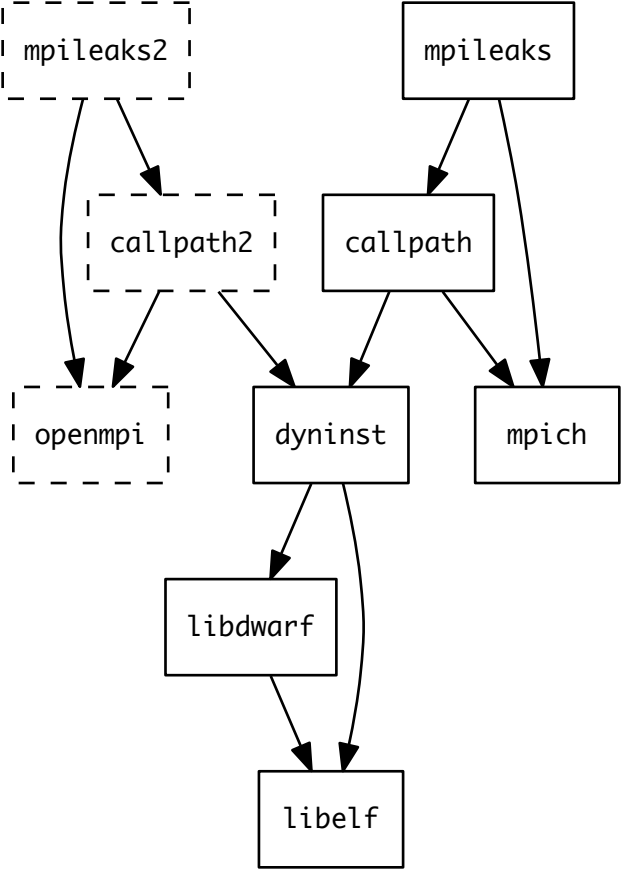 mpileaks2
mpileaks
callpath2
callpath
openmpi
dyninst
mpich
libdwarf
libelf